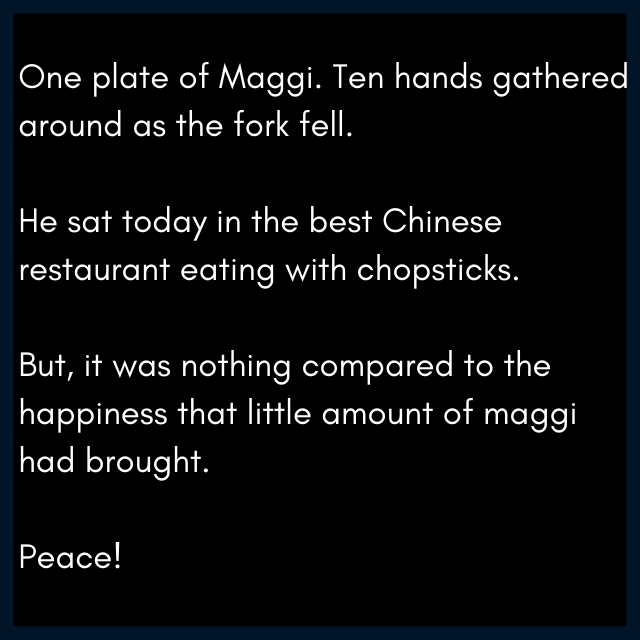 One plate of Maggi. Ten hands gathered
around as the fork fell.
He sat today in the best Chinese
restaurant eating with chopsticks.
But, it was nothing compared to the
happiness that little amount of maggi
had brought.
Peace!